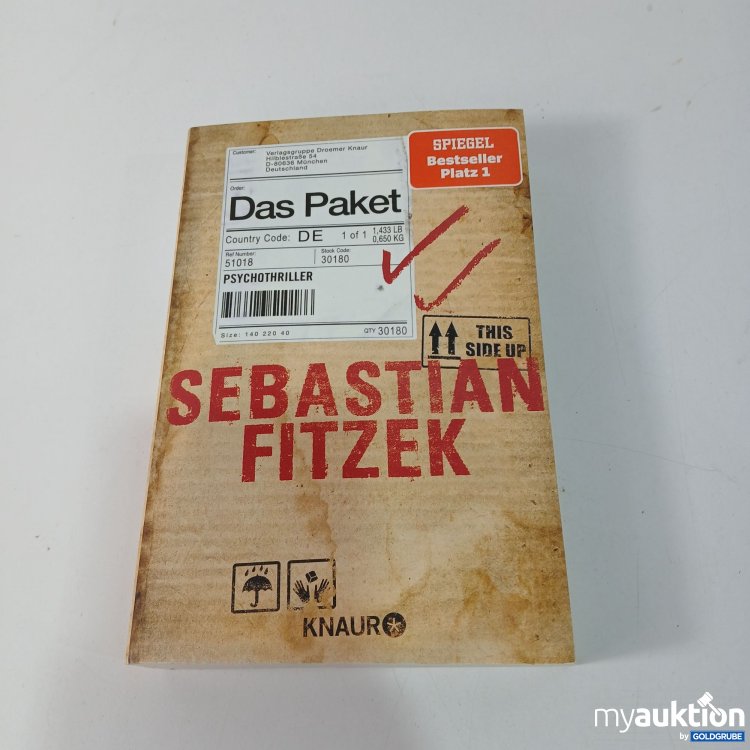 Customer: Verlagsgruppe Droemer Knaur
Hilblestraße 54
D-80636 München
Deutschland
SPIEGEL
Bestseller
Platz 1
Order:
Das Paket
Country Code: DE 1 of 1 1,433 LB
0,650 KG
Ref Number: Stock Code:
51018 30180
PSYCHOTHRILLER
Size: 140 220 40 QTY 30180
THIS
SIDE UP
SEBASTIAN
FITZEK
KNAUR
myauktion
by GOLDGRUBE